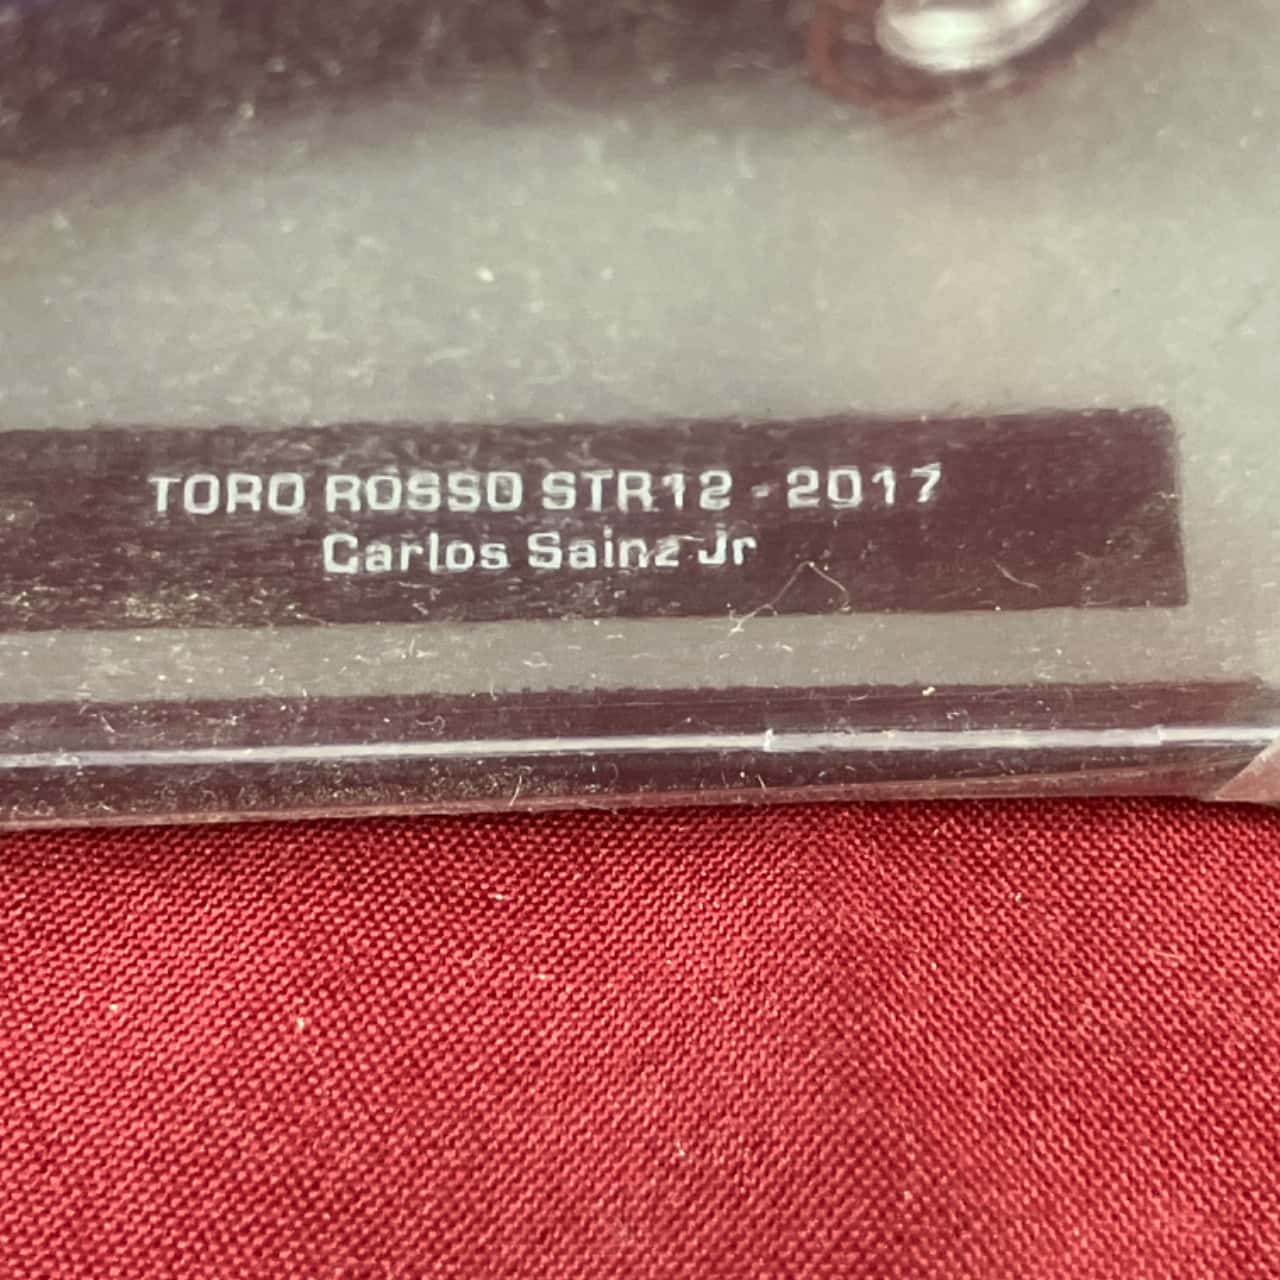 TORO ROSSO STR12 - 2017
Carlos Sainz Jr